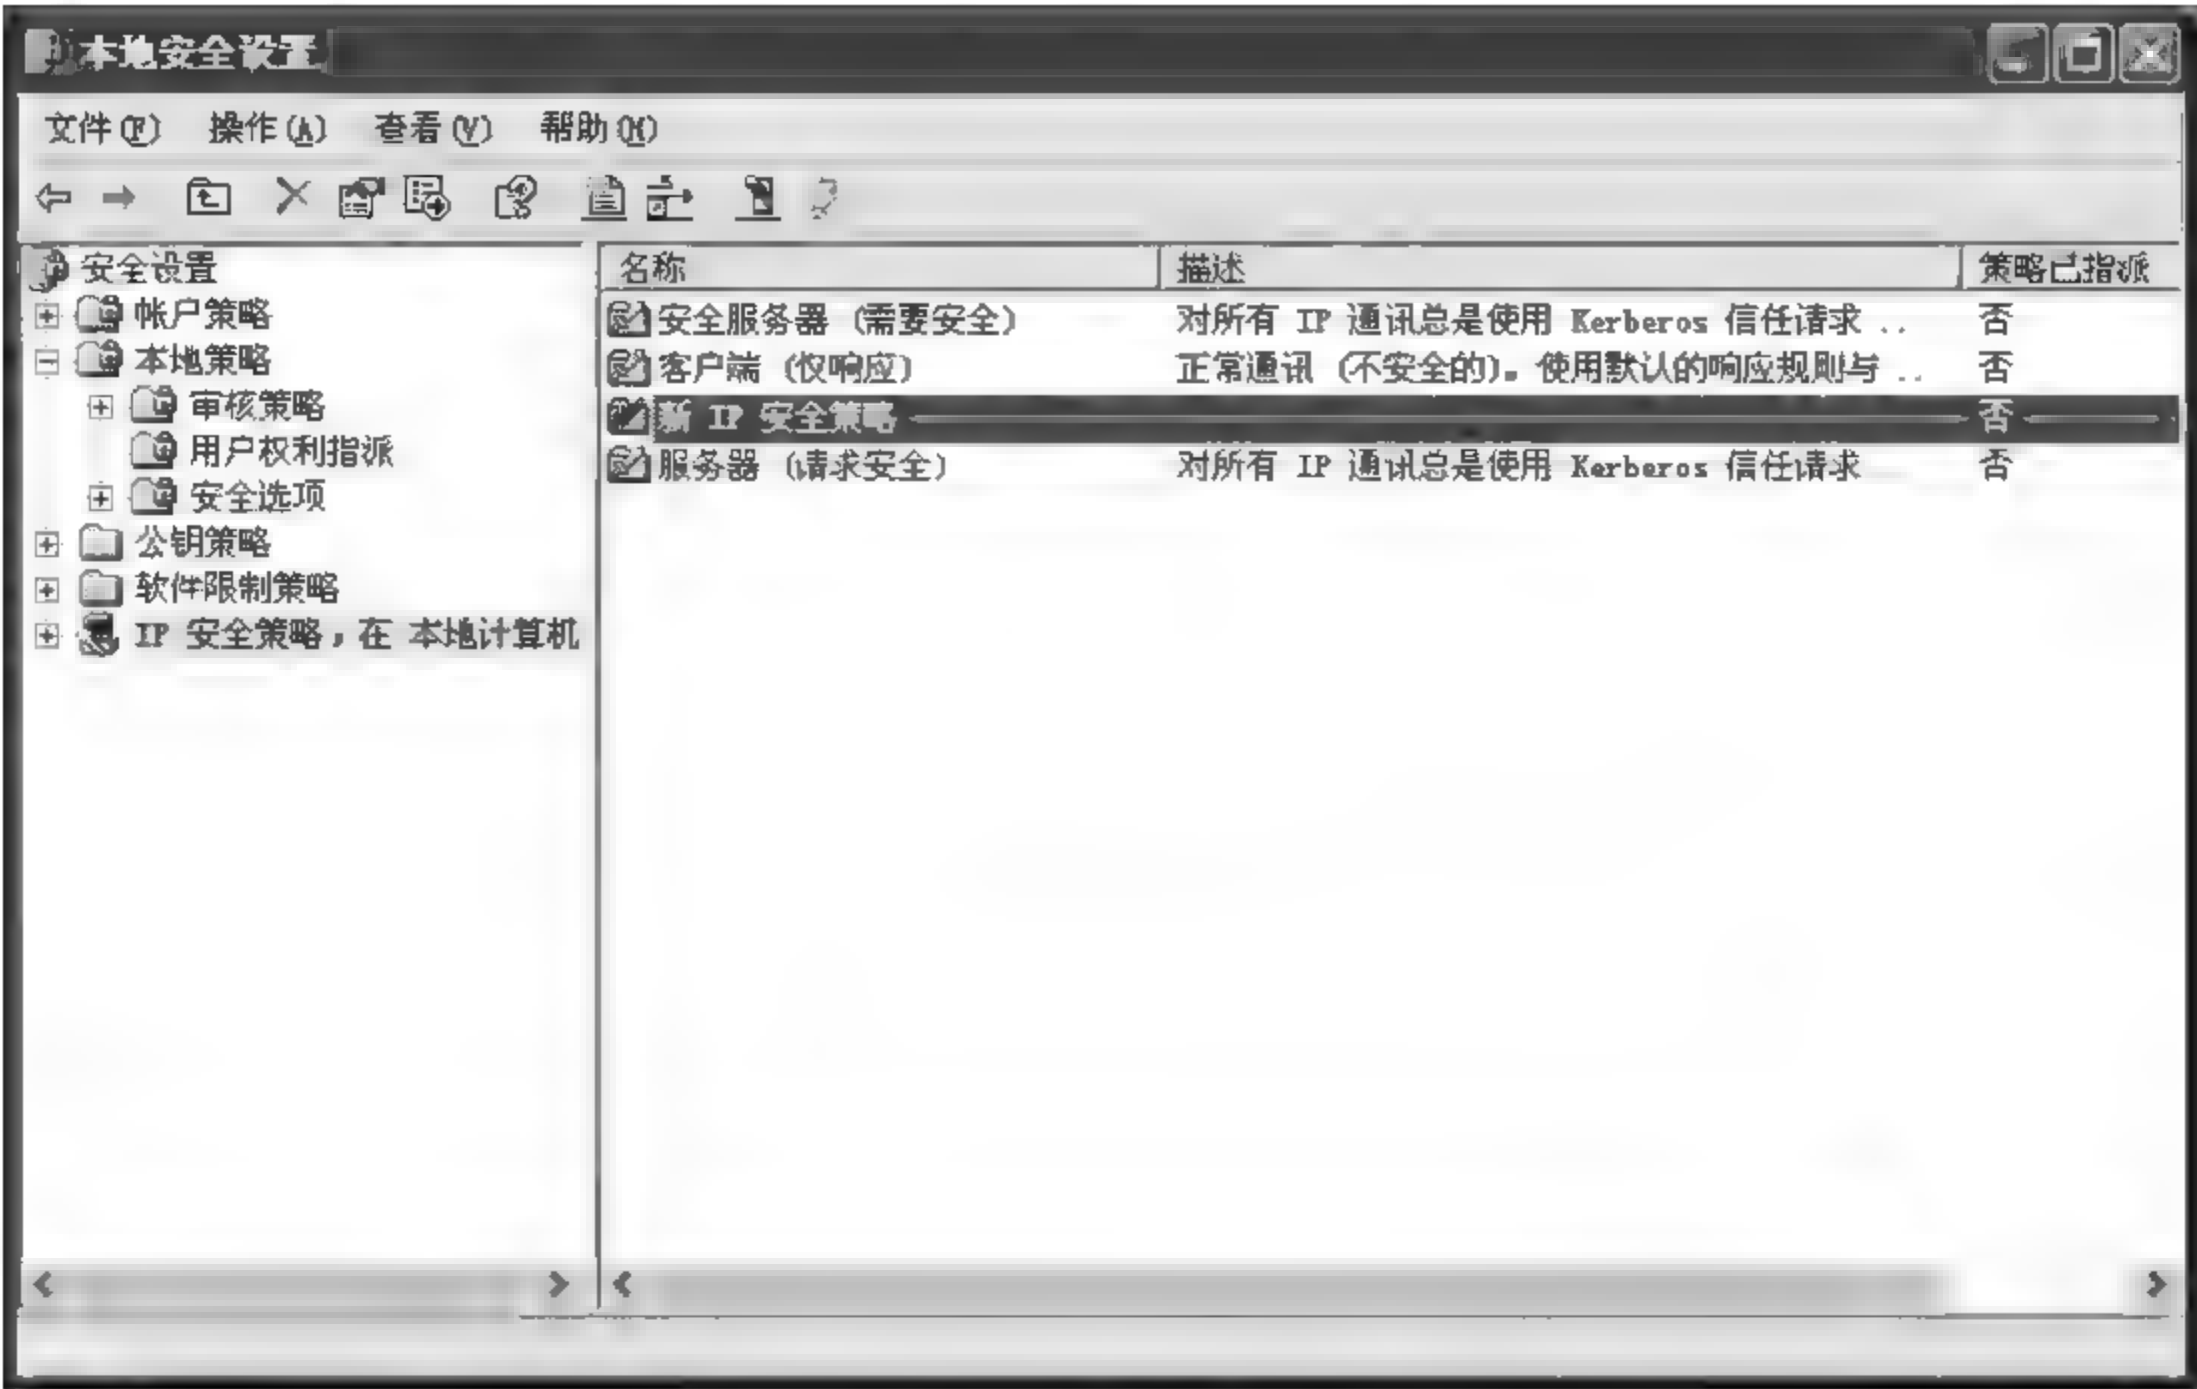 本地安全设置
文件(F) 操作(A) 查看(V) 帮助(H)
安全设置
帐户策略
本地策略
审核策略
用户权利指派
安全选项
公钥策略
软件限制策略
IP 安全策略，在 本地计算机
名称 描述 策略已指派
安全服务器 (需要安全) 对所有 IP 通讯总是使用 Kerberos 信任请求 .. 否
客户端 (仅响应) 正常通讯 (不安全的)。使用默认的响应规则与 .. 否
新 IP 安全策略 否
服务器 (请求安全) 对所有 IP 通讯总是使用 Kerberos 信任请求 否